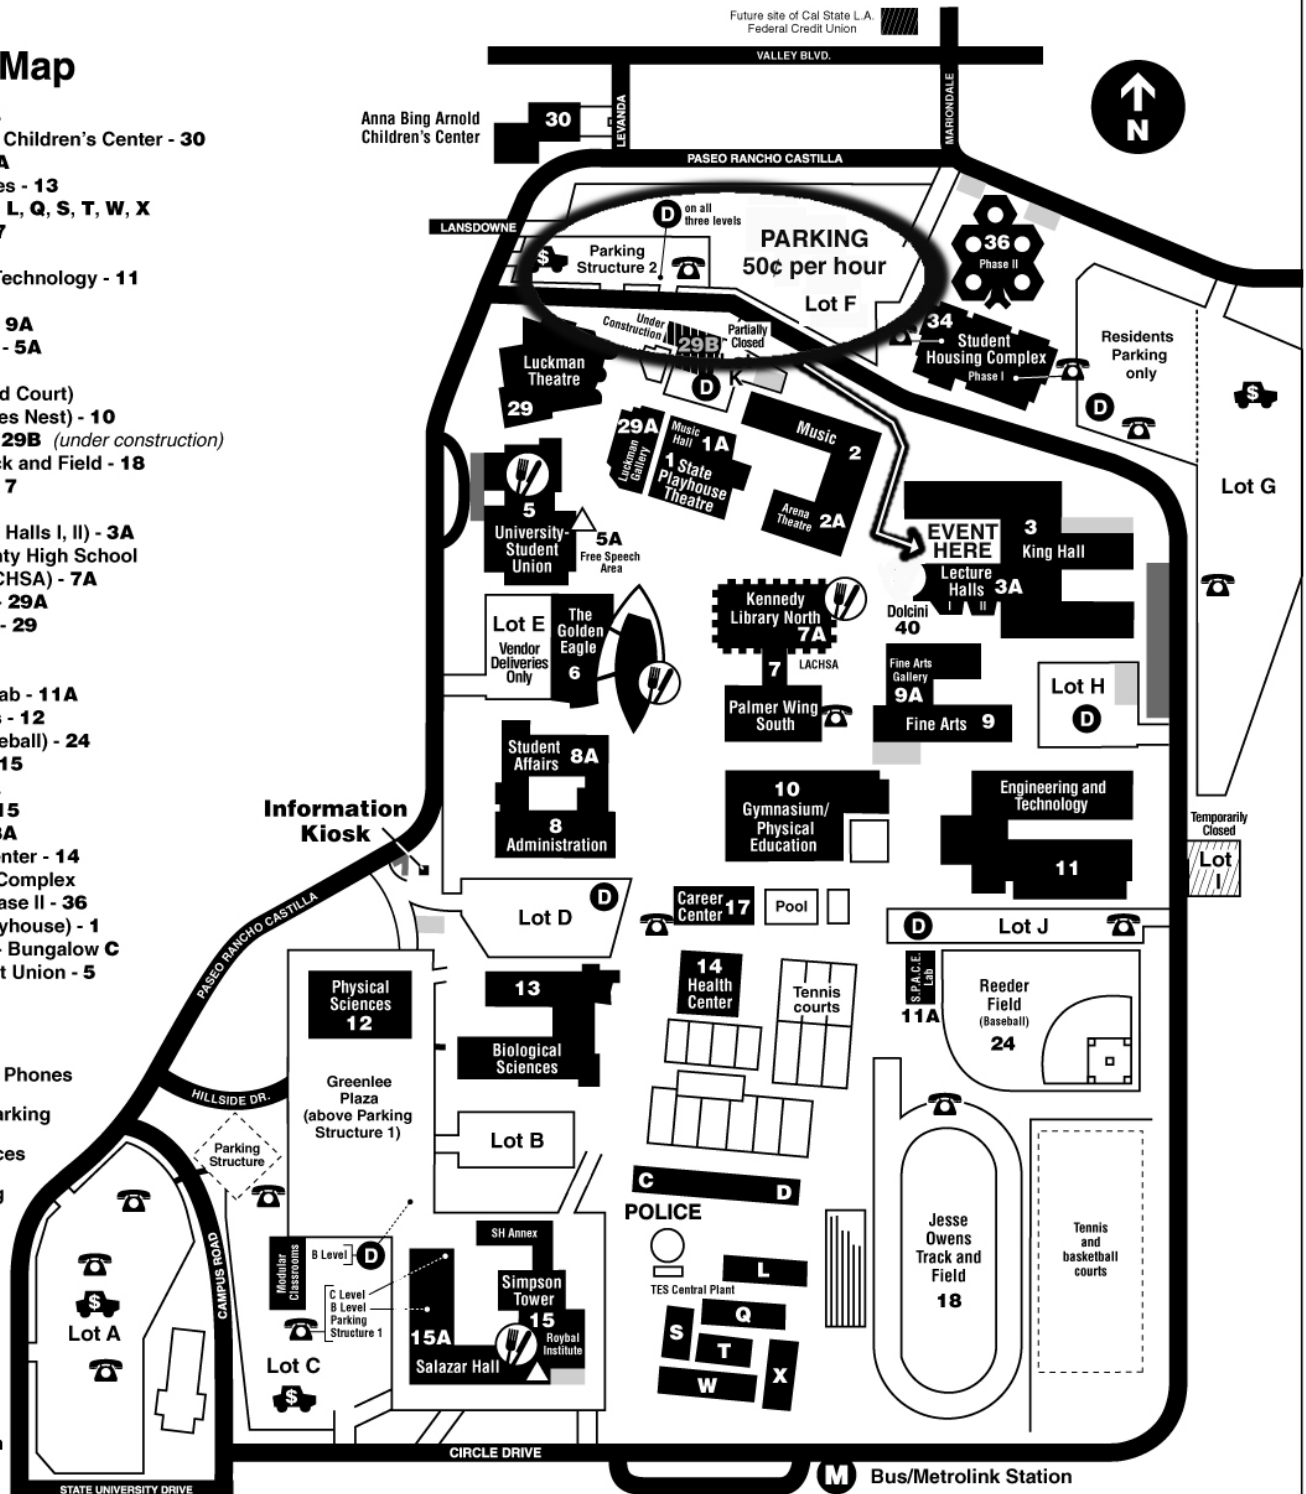 Future site of Cal State L.A.
Federal Credit Union
VALLEY BLVD.
Map
Anna Bing Arnold
Children's Center
30
LEVANDA
MARIONDALE
N
PASEO RANCHO CASTILLA
Children's Center - 30
A
es - 13
L, Q, S, T, W, X
7
Technology - 11
9A
- 5A
d Court)
es Nest) - 10
29B (under construction)
ck and Field - 18
7
Halls I, II) - 3A
nty High School
CHSA) - 7A
- 29A
- 29
ab - 11A
s - 12
eball) - 24
15
15
8A
enter - 14
Complex
ase II - 36
yhouse) - 1
- Bungalow C
t Union - 5
Phones
arking
ces
g
LANSDOWNE
D
on all
three levels
$
Parking
Structure 2
PARKING
50¢ per hour
Lot F
36
Phase II
34
Student
Housing Complex
Phase I
Residents
Parking
only
D
$
Lot G
Under
Construction
29B
Partially
Closed
D
K
Luckman
Theatre
29
29A
Luckman
Gallery
Music
Hall
1A
1 State
Playhouse
Theatre
Music
2
Arena
Theatre
2A
5
University-
Student
Union
5A
Free Speech
Area
EVENT
HERE
3
King Hall
Lecture
Halls
3A
I II
Dolcini
40
Kennedy
Library North
7A
7
LACHSA
Palmer Wing
South
Lot E
Vendor
Deliveries
Only
The
Golden
Eagle
6
Fine Arts
Gallery
9A
Fine Arts 9
Lot H
D
Student
Affairs
8A
8
Administration
10
Gymnasium/
Physical
Education
Engineering and
Technology
11
Temporarily
Closed
Lot
I
Information
Kiosk
PASEO RANCHO CASTILLA
Lot D
D
Career
Center 17
Pool
D
Lot J
Physical
Sciences
12
13
Biological
Sciences
14
Health
Center
Tennis
courts
S.P.A.C.E.
Lab
11A
Reeder
Field
(Baseball)
24
HILLSIDE DR.
Greenlee
Plaza
(above Parking
Structure 1)
Parking
Structure
Lot B
C
D
POLICE
TES Central Plant
L
Q
S
T
W
X
Jesse
Owens
Track and
Field
18
Tennis
and
basketball
courts
CAMPUS ROAD
Modular
Classrooms
B Level
D
C Level
B Level
Parking
Structure 1
SH Annex
Simpson
Tower
15
Roybal
Institute
15A
Salazar Hall
$
Lot A
Lot C
$
CIRCLE DRIVE
STATE UNIVERSITY DRIVE
M
Bus/Metrolink Station